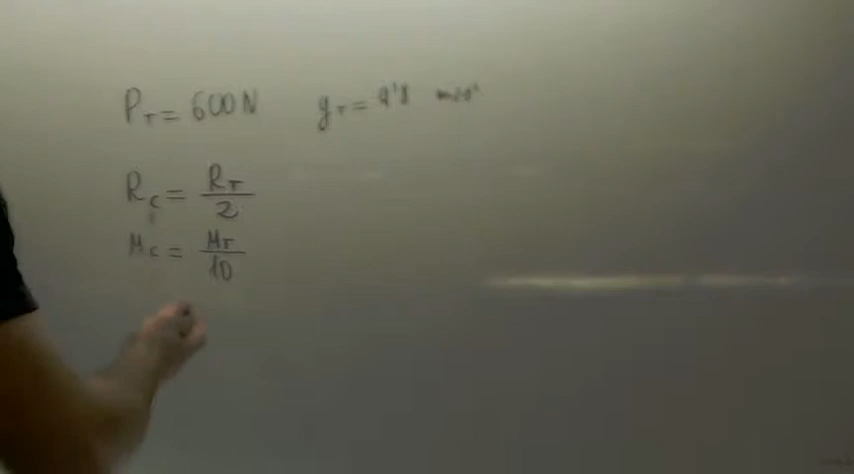 P_T = 600 N g_T = 9'8 m/s²
R_C = R_T / 2
M_C = M_T / 10